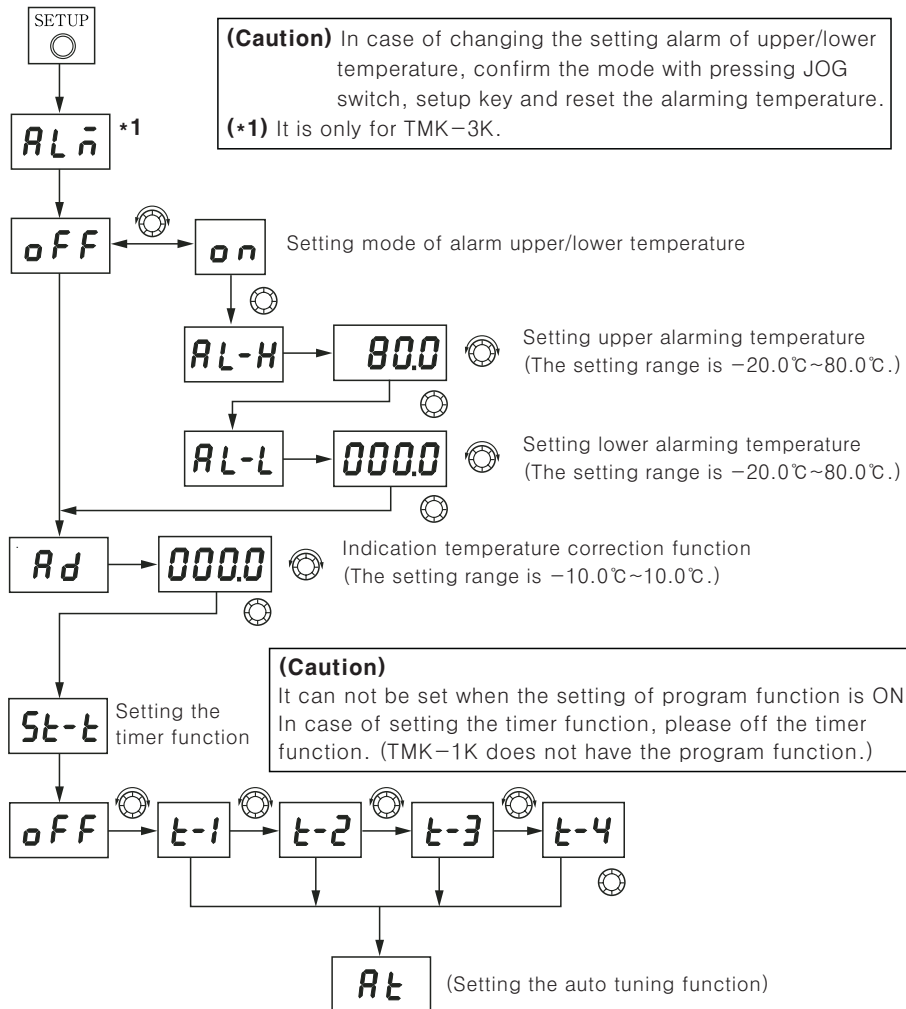 SETUP
(Caution) In case of changing the setting alarm of upper/lower
temperature, confirm the mode with pressing JOG
switch, setup key and reset the alarming temperature.
(*1) It is only for TMK-3K.
ALn̄ *1
oFF on Setting mode of alarm upper/lower temperature
AL-H 80.0 Setting upper alarming temperature
(The setting range is -20.0℃~80.0℃.)
AL-L 000.0 Setting lower alarming temperature
(The setting range is -20.0℃~80.0℃.)
Ad 000.0 Indication temperature correction function
(The setting range is -10.0℃~10.0℃.)
(Caution)
It can not be set when the setting of program function is ON
In case of setting the timer function, please off the timer
function. (TMK-1K does not have the program function.)
St-t Setting the
timer function
oFF t-1 t-2 t-3 t-4
At (Setting the auto tuning function)